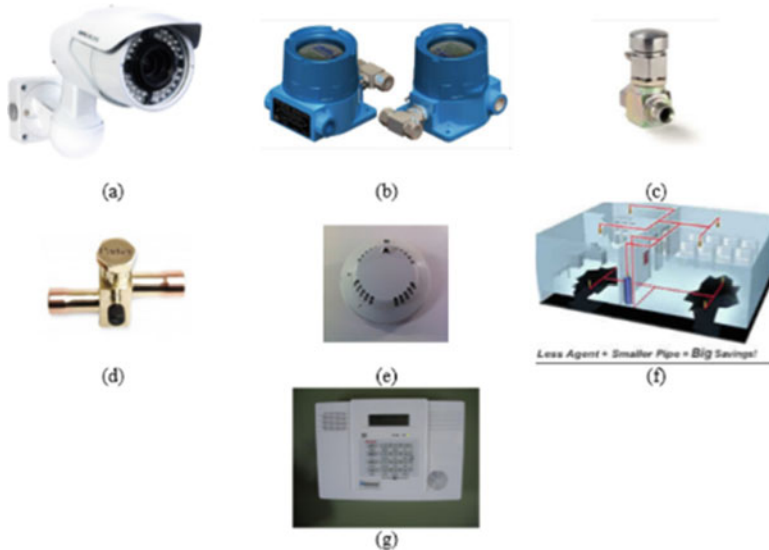 (a)
(b)
(c)
(d)
(e)
Less Agent + Smaller Pipe = Big Savings!
(f)
(g)